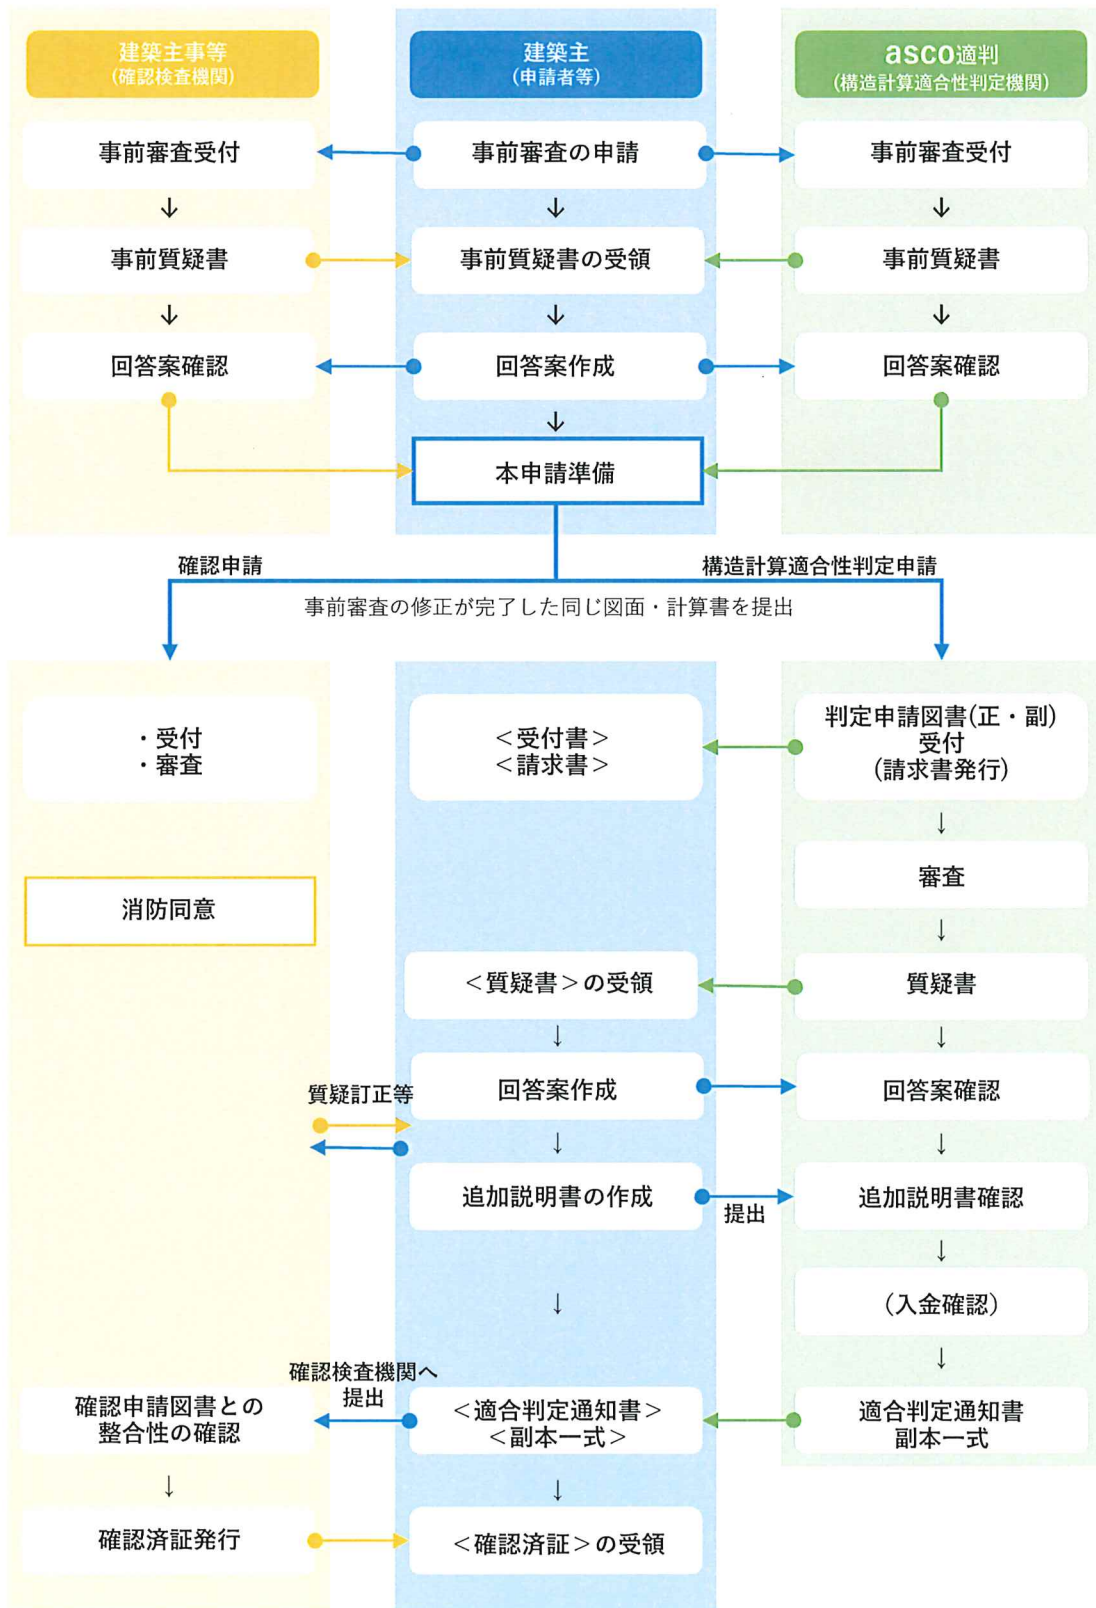 建築主事等
(確認検査機関)
建築主
(申請者等)
asco適判
(構造計算適合性判定機関)
事前審査受付
事前審査の申請
事前審査受付
↓
↓
↓
事前質疑書
事前質疑書の受領
事前質疑書
↓
↓
↓
回答案確認
回答案作成
回答案確認
↓
本申請準備
確認申請
構造計算適合性判定申請
事前審査の修正が完了した同じ図面・計算書を提出
・受付
・審査
<受付書>
<請求書>
判定申請図書(正・副)
受付
(請求書発行)
↓
審査
消防同意
↓
<質疑書>の受領
質疑書
↓
↓
回答案作成
回答案確認
質疑訂正等
↓
↓
追加説明書の作成
提出
追加説明書確認
↓
↓
(入金確認)
↓
確認検査機関へ
提出
確認申請図書との
整合性の確認
<適合判定通知書>
<副本一式>
適合判定通知書
副本一式
↓
↓
確認済証発行
<確認済証>の受領